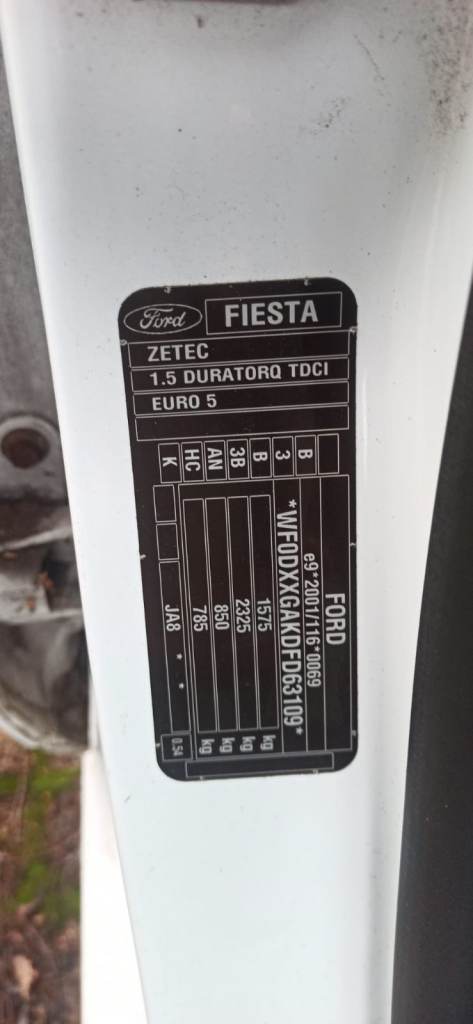 Ford FIESTA
ZETEC
1.5 DURATORQ TDCI
EURO 5
FORD
e9*2001/116*0069
*WF0DXXGAKDFD63109*
1575 kg
2325 kg
850 kg
785 kg
JA8 * *
0.54
B
3
B
3B
AN
HC
K